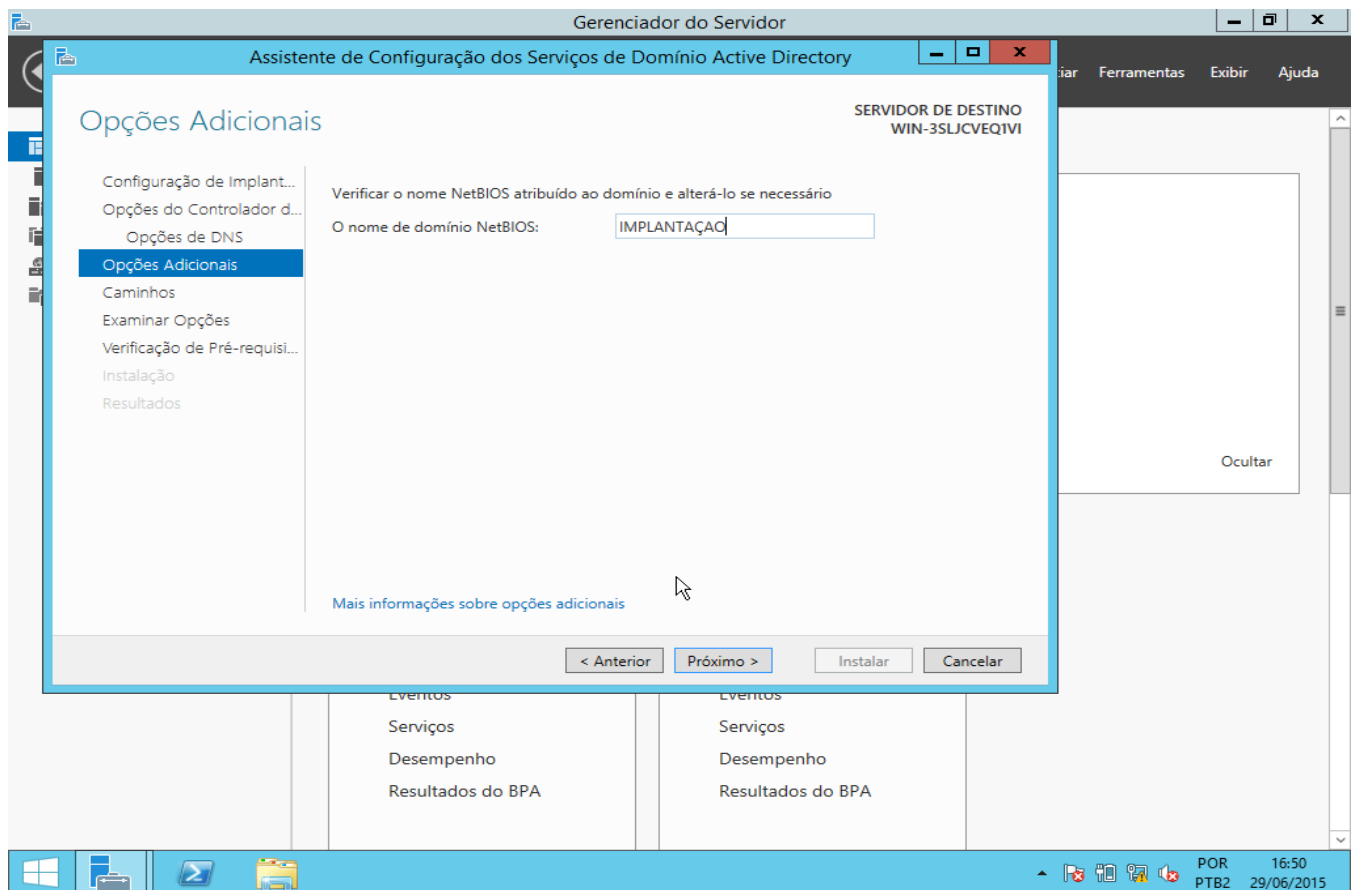 Gerenciador do Servidor
Assistente de Configuração dos Serviços de Domínio Active Directory
Ferramentas Exibir Ajuda
Opções Adicionais
SERVIDOR DE DESTINO
WIN-3SLJCVEQ1VI
Configuração de Implant...
Opções do Controlador d...
Opções de DNS
Opções Adicionais
Caminhos
Examinar Opções
Verificação de Pré-requisi...
Instalação
Resultados
Verificar o nome NetBIOS atribuído ao domínio e alterá-lo se necessário
O nome de domínio NetBIOS: IMPLANTAÇAO
Ocultar
Mais informações sobre opções adicionais
< Anterior Próximo > Instalar Cancelar
Eventos Eventos
Serviços Serviços
Desempenho Desempenho
Resultados do BPA Resultados do BPA
POR 16:50
PTB2 29/06/2015